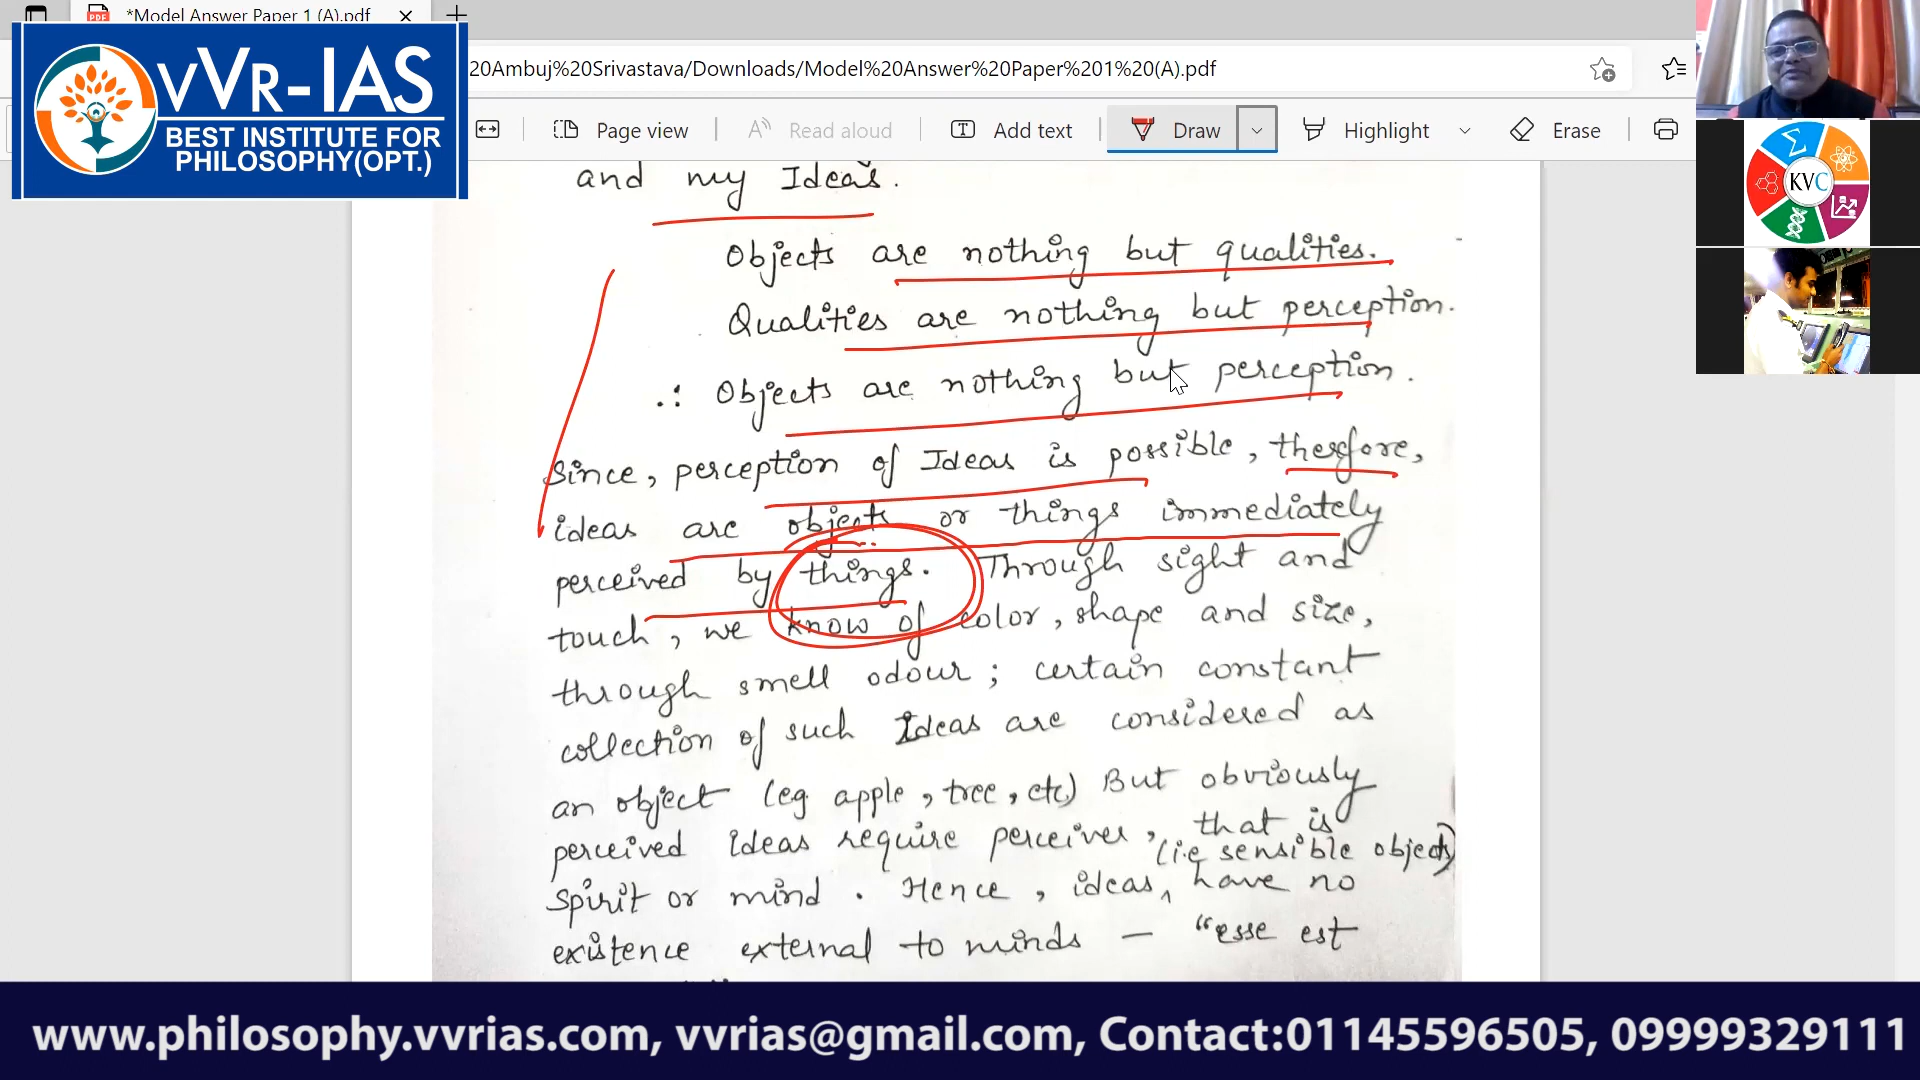 *Model Answer Paper 1 (A).pdf
vVR-IAS
BEST INSTITUTE FOR
PHILOSOPHY(OPT.)
20Ambuj%20Srivastava/Downloads/Model%20Answer%20Paper%201%20(A).pdf
Page view
Read aloud
Add text
Draw
Highlight
Erase
KVC
and my Ideas.
Objects are nothing but qualities.
Qualities are nothing but perception.
∴ Objects are nothing but perception.
Since, perception of Ideas is possible, therefore,
ideas are objects or things immediately
perceived by things. Through sight and
touch, we know of color, shape and size,
through smell odour; certain constant
collection of such Ideas are considered as
an object (eg apple, tree, etc) But obviously
perceived ideas require perceiver, that is
(i.e sensible objects)
spirit or mind. Hence, ideas, have no
existence external to minds — "esse est
www.philosophy.vvrias.com, vvrias@gmail.com, Contact:01145596505, 09999329111